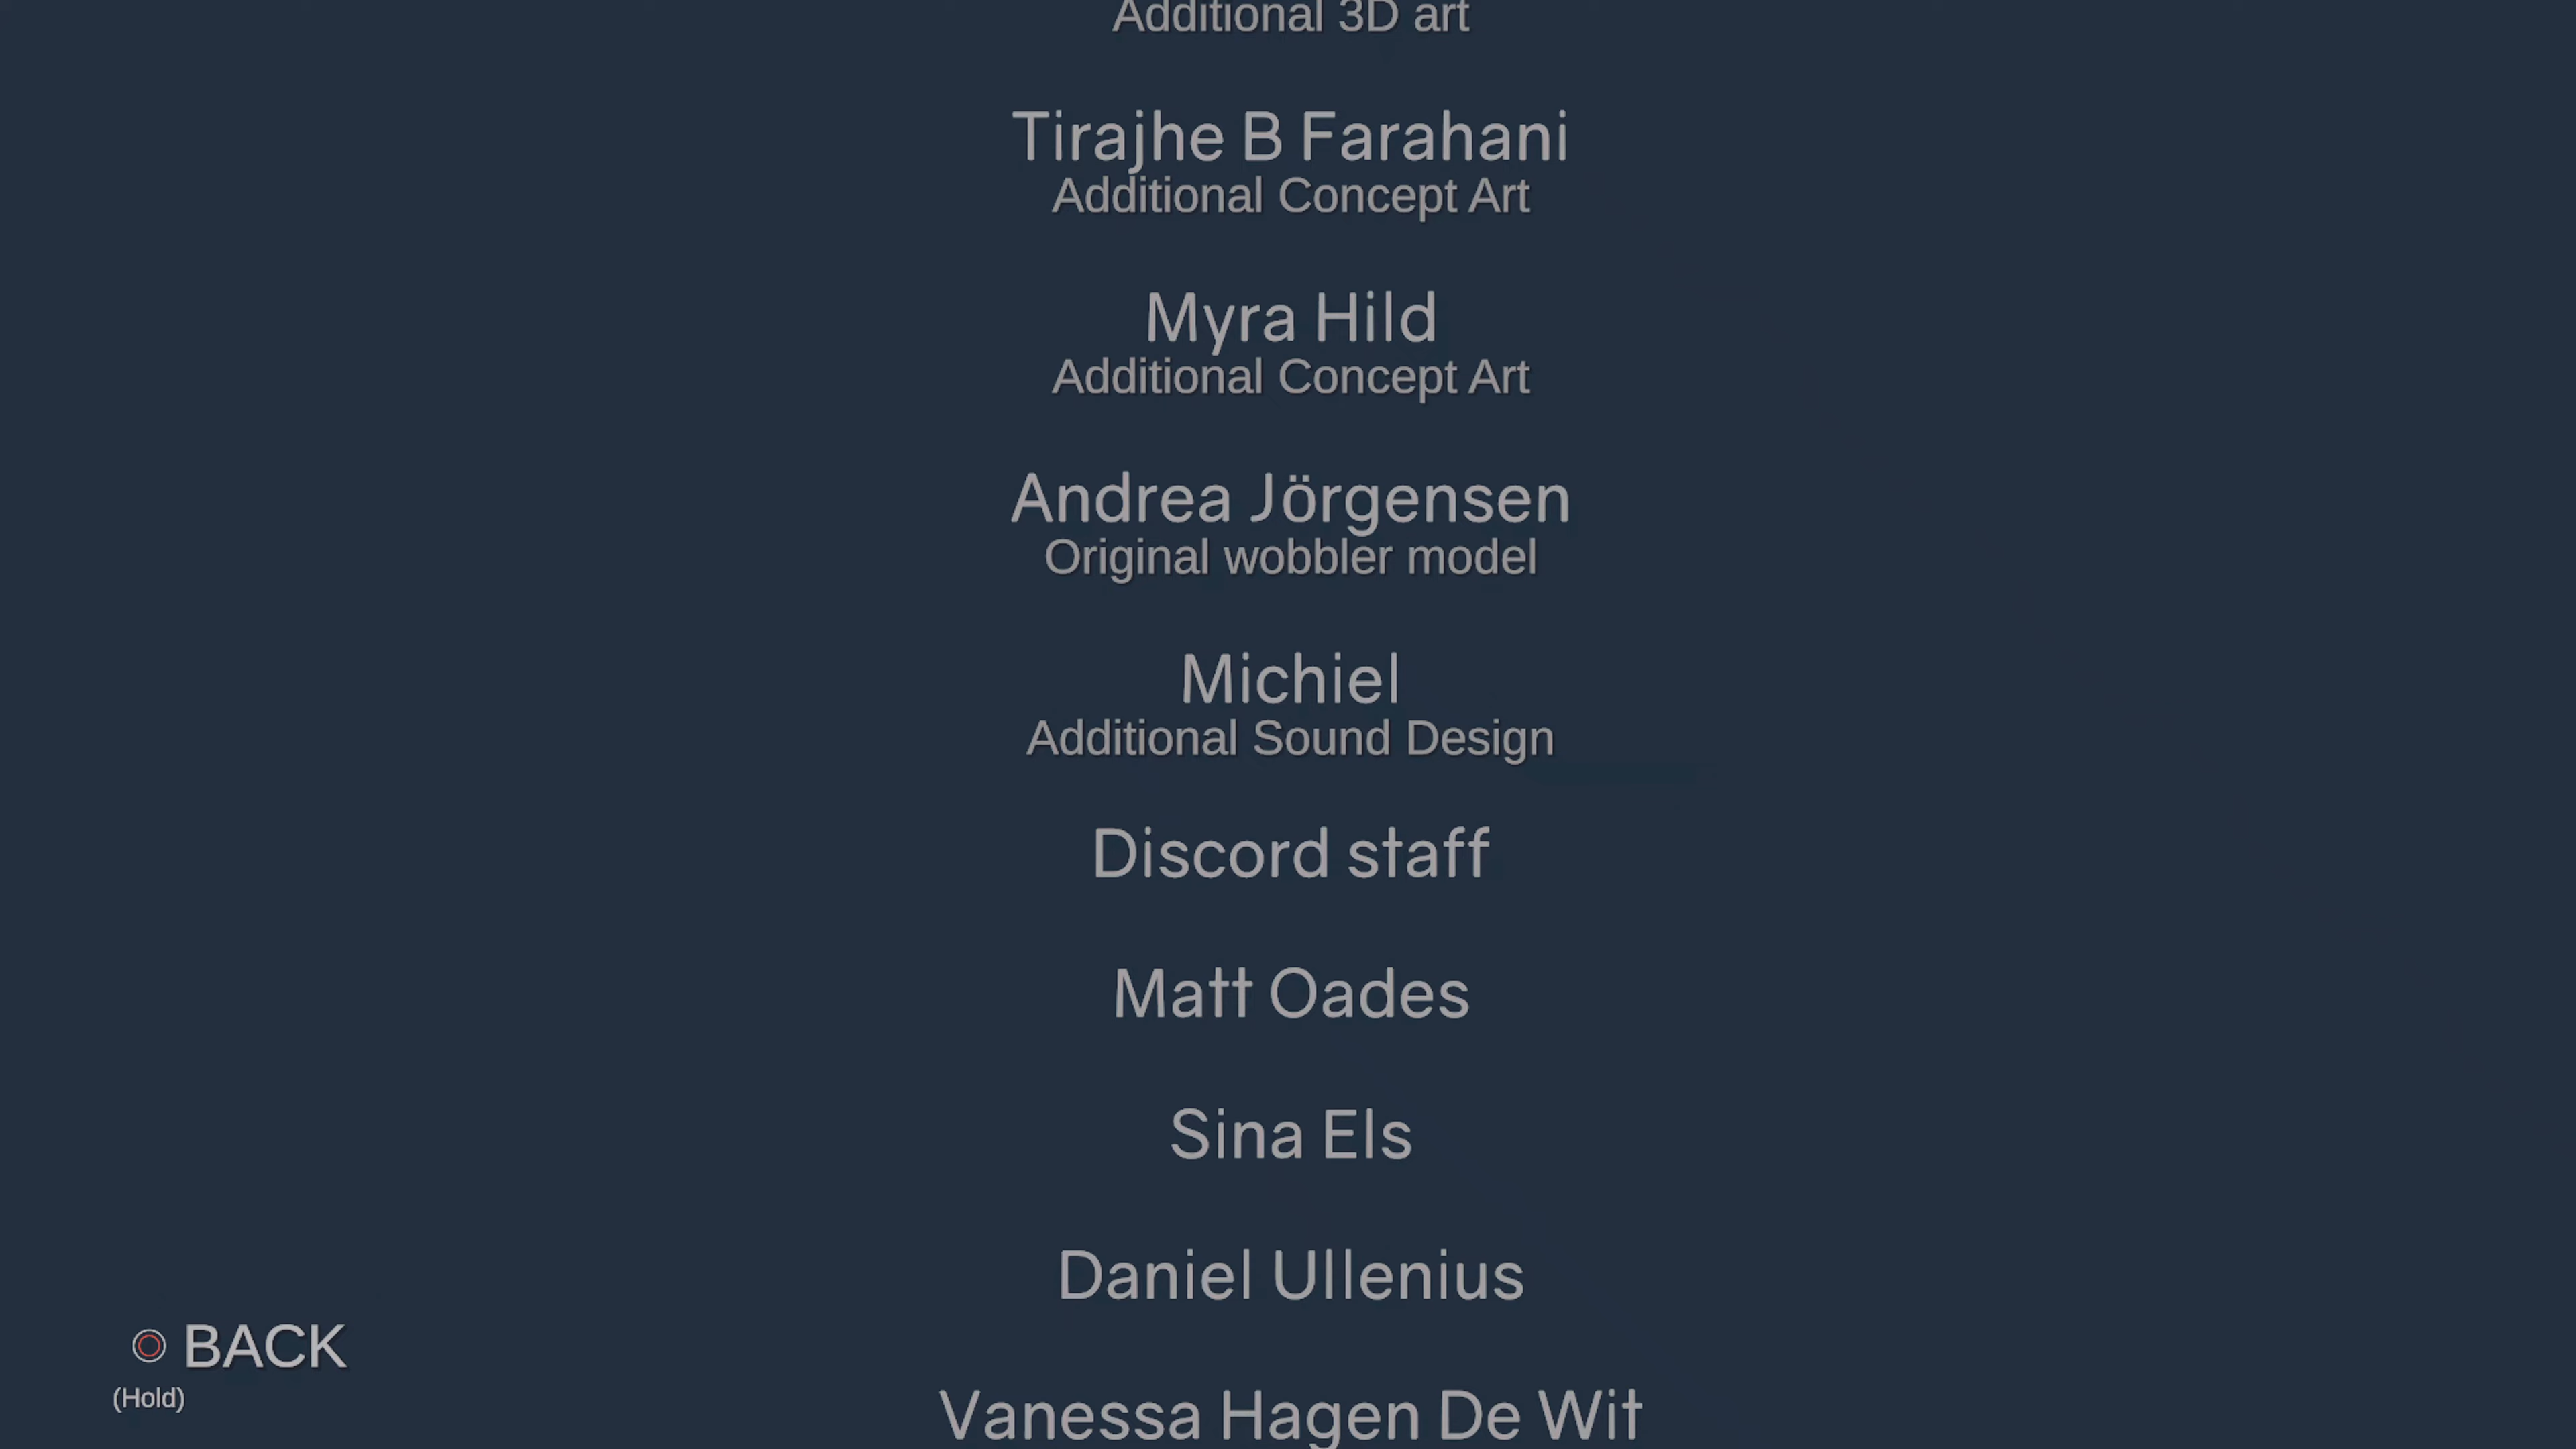 Additional 3D art
Tirajhe B Farahani
Additional Concept Art
Myra Hild
Additional Concept Art
Andrea Jörgensen
Original wobbler model
Michiel
Additional Sound Design
Discord staff
Matt Oades
Sina Els
Daniel Ullenius
BACK
(Hold)
Vanessa Hagen De Wit